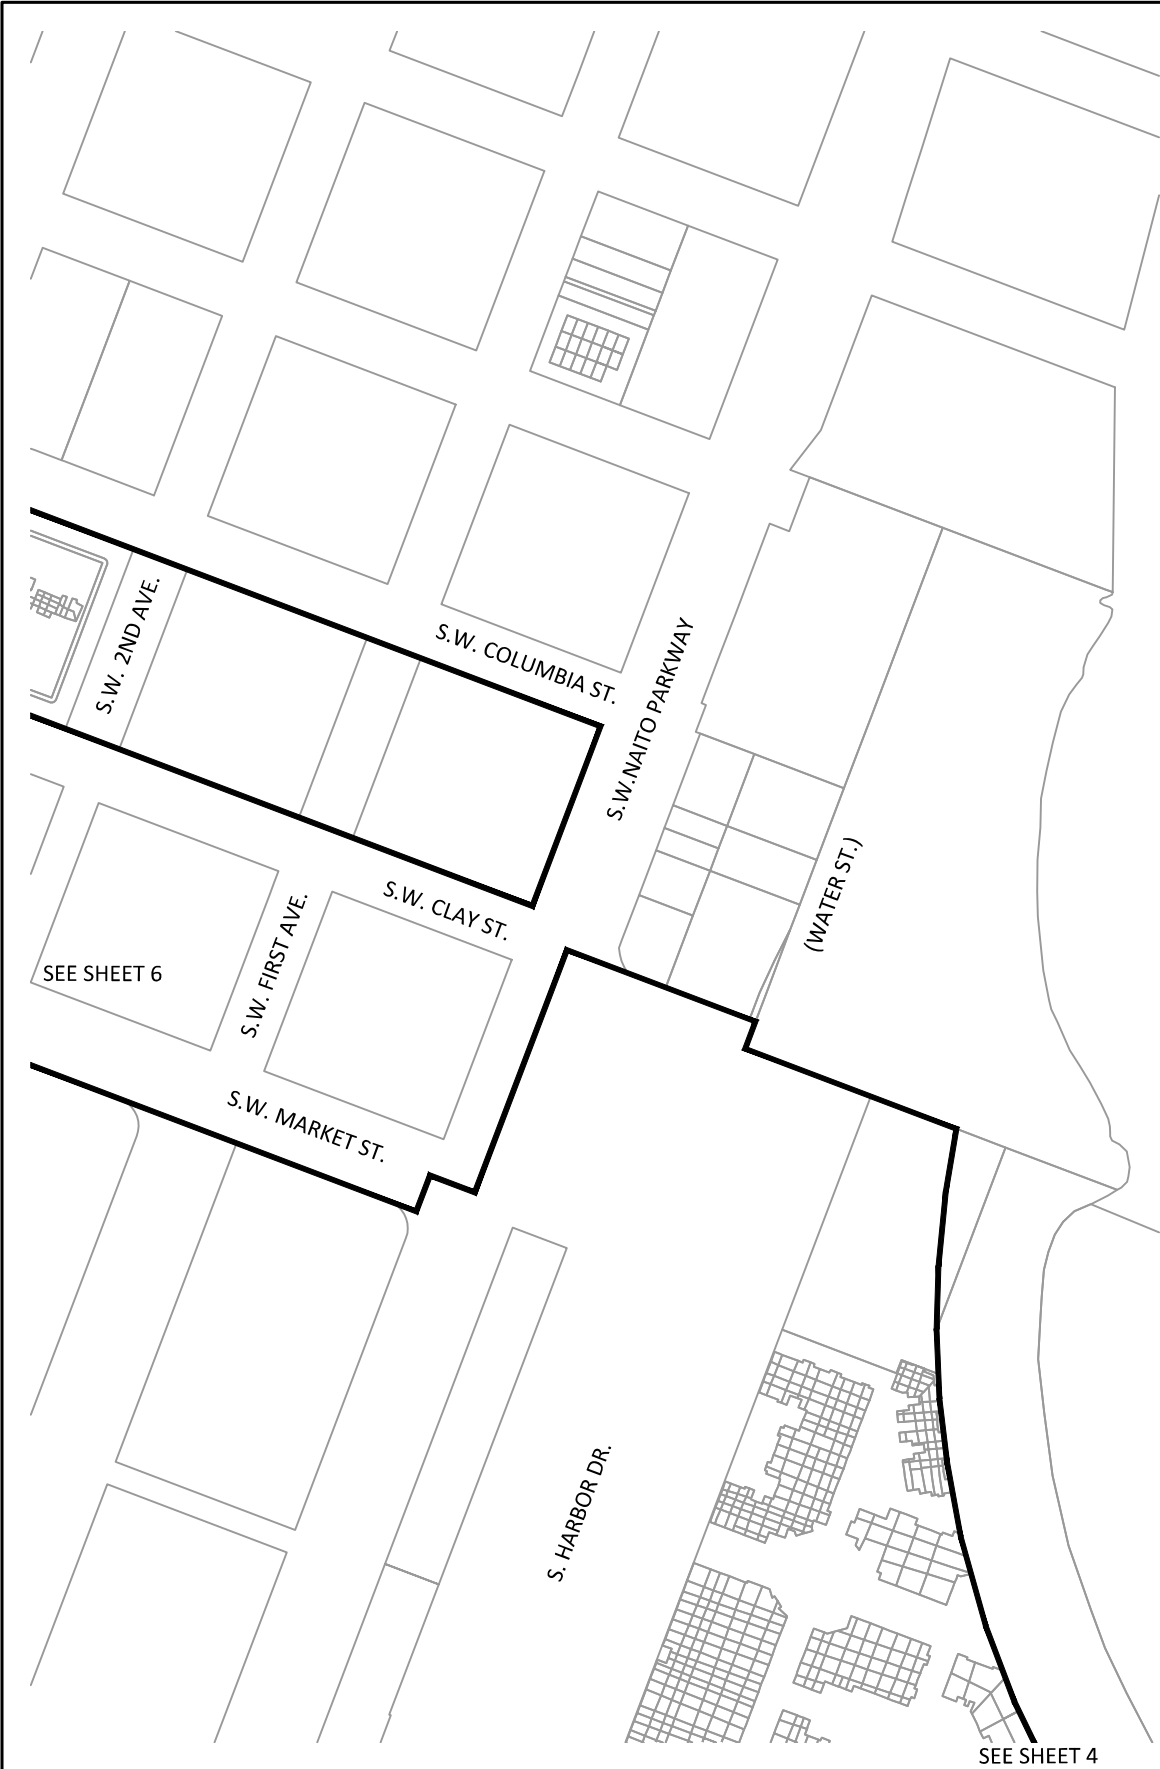 S.W. 2ND AVE.
S.W. COLUMBIA ST.
S.W.NAITO PARKWAY
S.W. CLAY ST.
(WATER ST.)
S.W. FIRST AVE.
SEE SHEET 6
S.W. MARKET ST.
S. HARBOR DR.
SEE SHEET 4